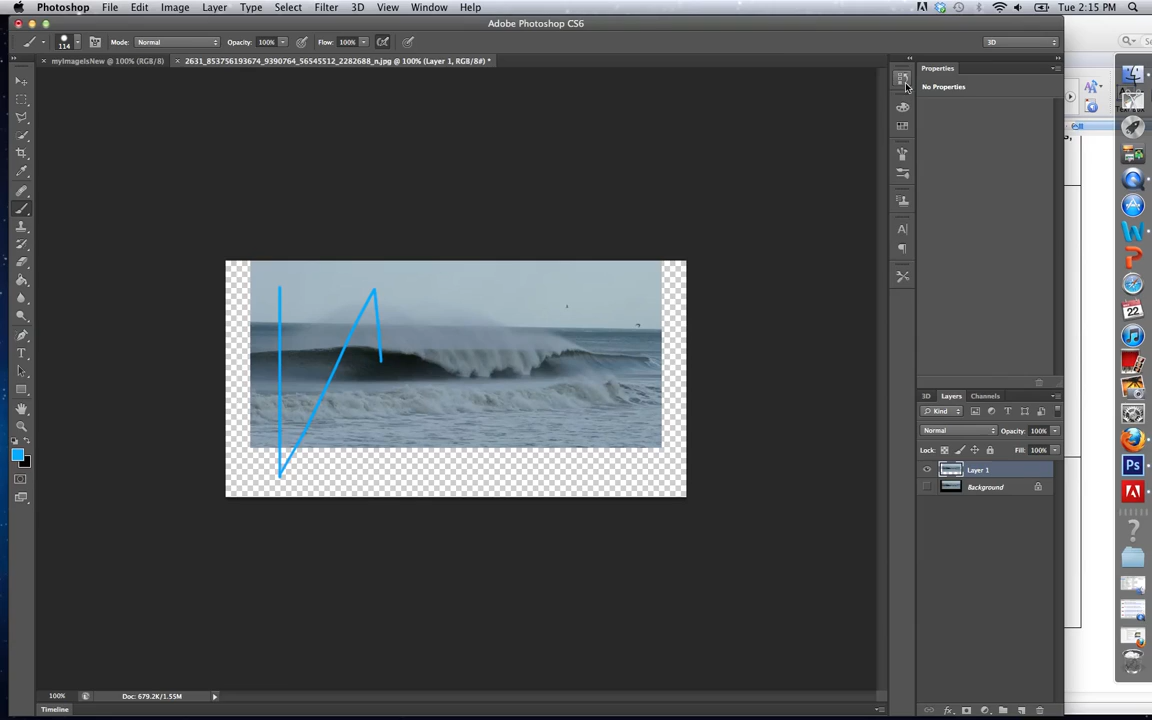 Photoshop File Edit Image Layer Type Select Filter 3D View Window Help Tue 2:15 PM
Adobe Photoshop CS6
114 Mode: Normal Opacity: 100% Flow: 100% 3D
myImageIsNew @ 100% (RGB/8) 2631_853756193674_9390764_56545512_2282688_n.jpg @ 100% (Layer 1, RGB/8#) *
Properties
No Properties
3D Layers Channels
Kind
Normal Opacity: 100%
Lock: Fill: 100%
Layer 1
Background
100% Doc: 679.2K/1.55M
Timeline